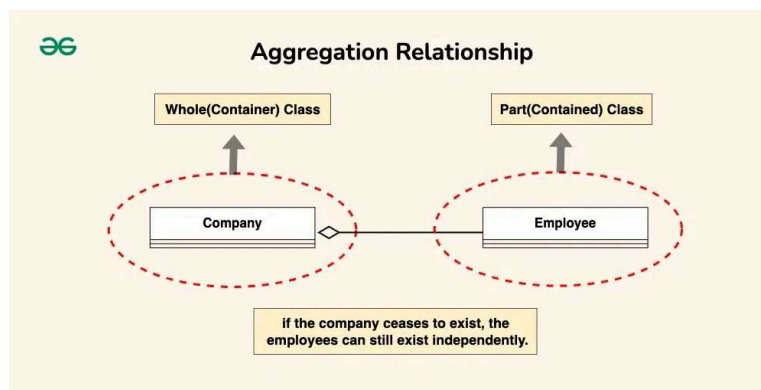 Aggregation Relationship
Whole(Container) Class
Part(Contained) Class
Company
Employee
if the company ceases to exist, the
employees can still exist independently.